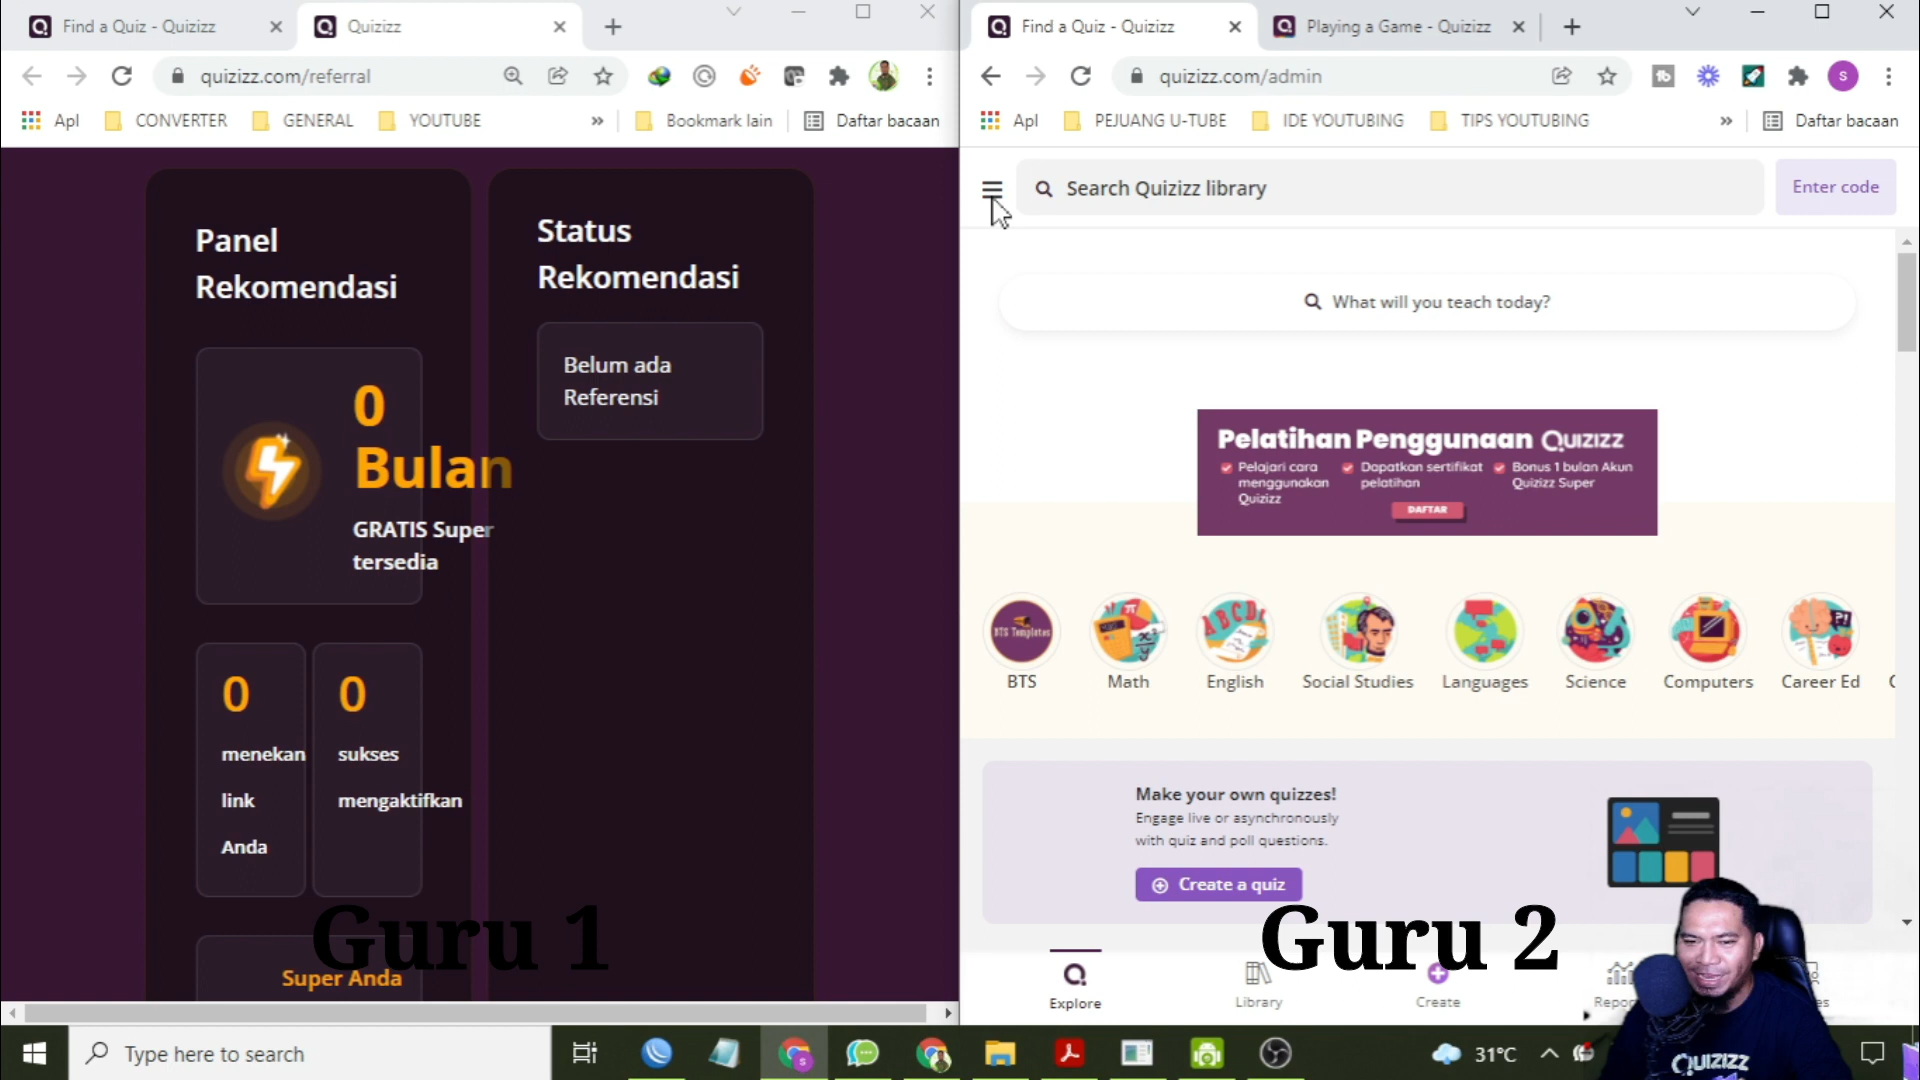 Find a Quiz - Quizizz
Quizizz
quizizz.com/referral
Apl
CONVERTER
GENERAL
YOUTUBE
Bookmark lain
Daftar bacaan
Panel
Rekomendasi
0
Bulan
GRATIS Super
tersedia
0
menekan
link
Anda
0
sukses
mengaktifkan
Super Anda
Status
Rekomendasi
Belum ada
Referensi
Guru 1
Find a Quiz - Quizizz
Playing a Game - Quizizz
quizizz.com/admin
S
Apl
PEJUANG U-TUBE
IDE YOUTUBING
TIPS YOUTUBING
Daftar bacaan
Search Quizizz library
Enter code
What will you teach today?
Pelatihan Penggunaan QUIZIZZ
Pelajari cara
menggunakan
Quizizz
Dapatkan sertifikat
pelatihan
Bonus 1 bulan Akun
Quizizz Super
DAFTAR
BTS Templates
BTS
Math
English
Social Studies
Languages
Science
Computers
Career Ed
Make your own quizzes!
Engage live or asynchronously
with quiz and poll questions.
Create a quiz
Guru 2
Explore
Library
Create
Type here to search
31°C
QUIZIZZ